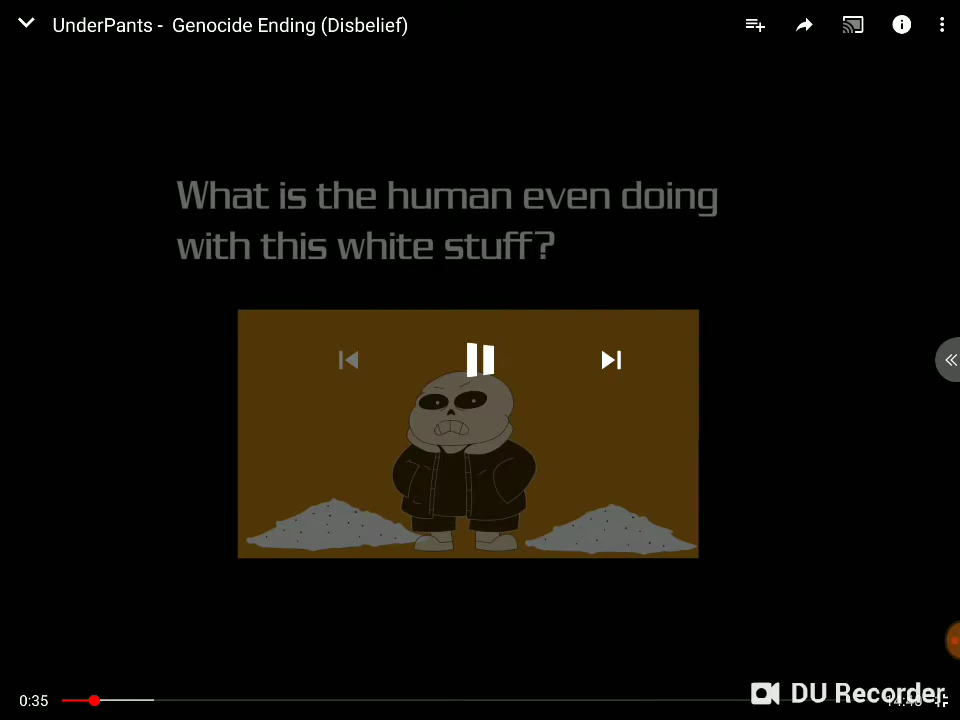 UnderPants -  Genocide Ending (Disbelief)
What is the human even doing
with this white stuff?
0:35
DU Recorder